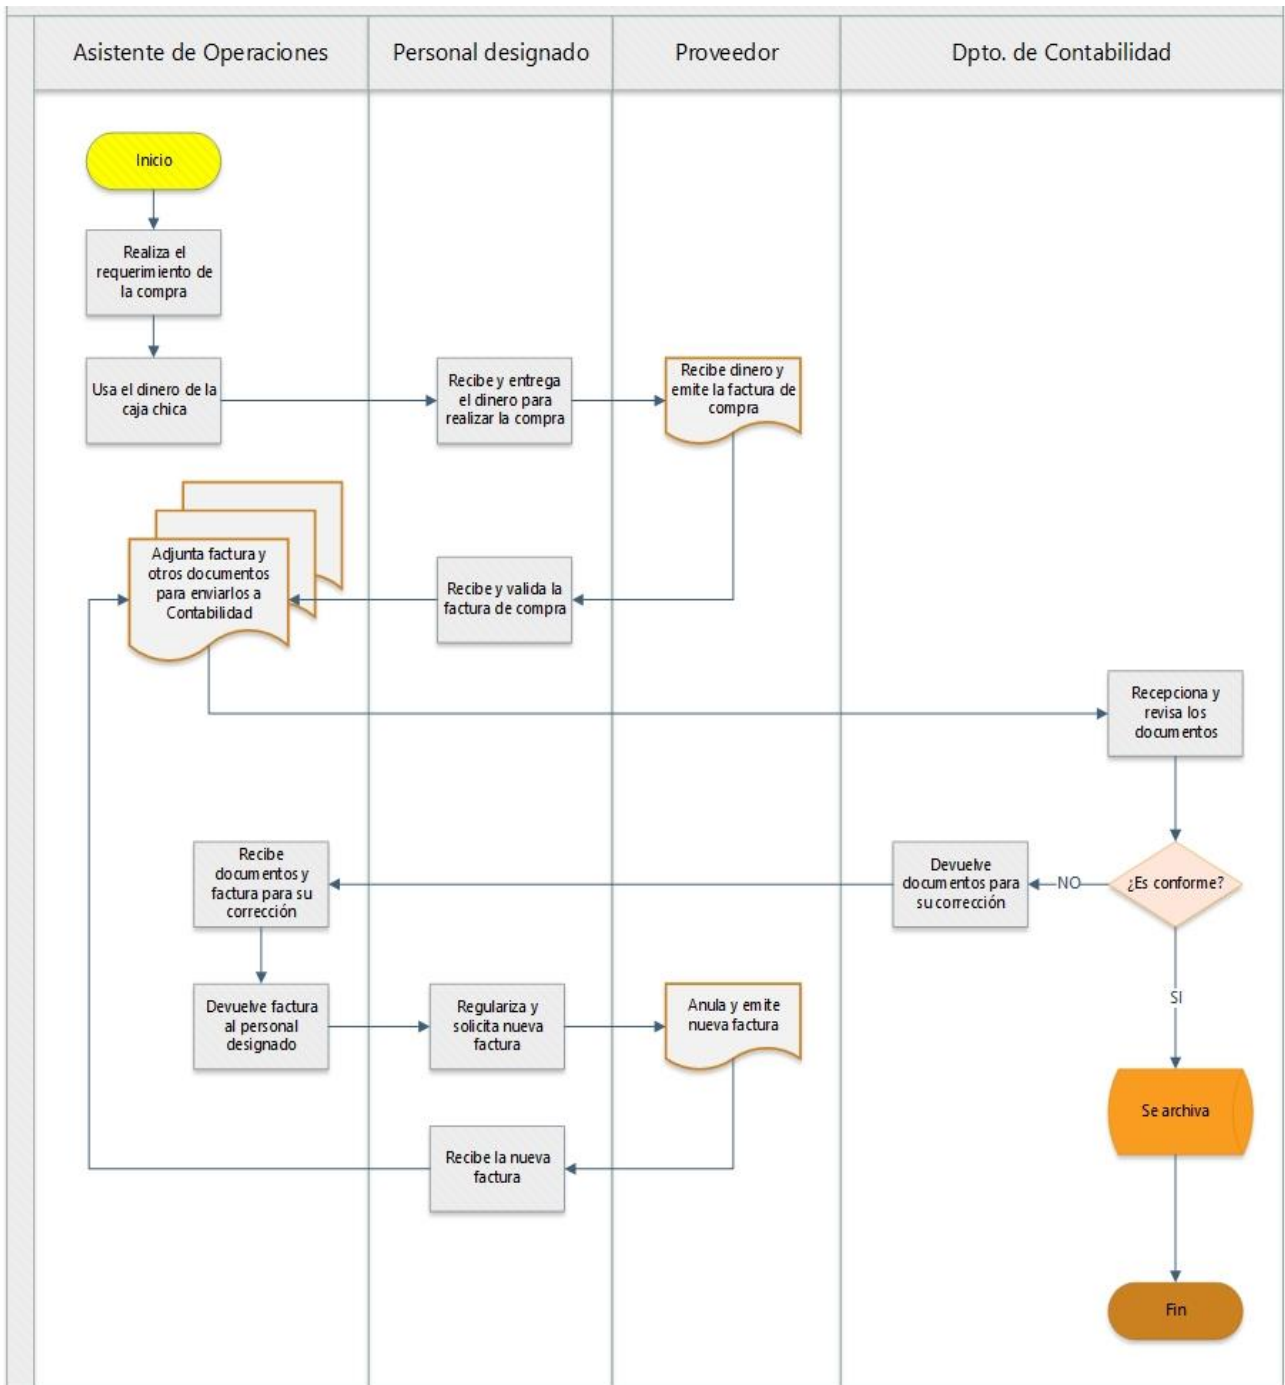 Asistente de Operaciones
Personal designado
Proveedor
Dpto. de Contabilidad
Inicio
Realiza el
requerimiento de
la compra
Usa el dinero de la
caja chica
Recibe y entrega
el dinero para
realizar la compra
Recibe dinero y
emite la factura de
compra
Adjunta factura y
otros documentos
para enviarlos a
Contabilidad
Recibe y valida la
factura de compra
Recepciona y
revisa los
documentos
Recibe
documentos y
factura para su
corrección
Devuelve
documentos para
su corrección
NO
¿Es conforme?
Devuelve factura
al personal
designado
Regulariza y
solicita nueva
factura
Anula y emite
nueva factura
SI
Recibe la nueva
factura
Se archiva
Fin